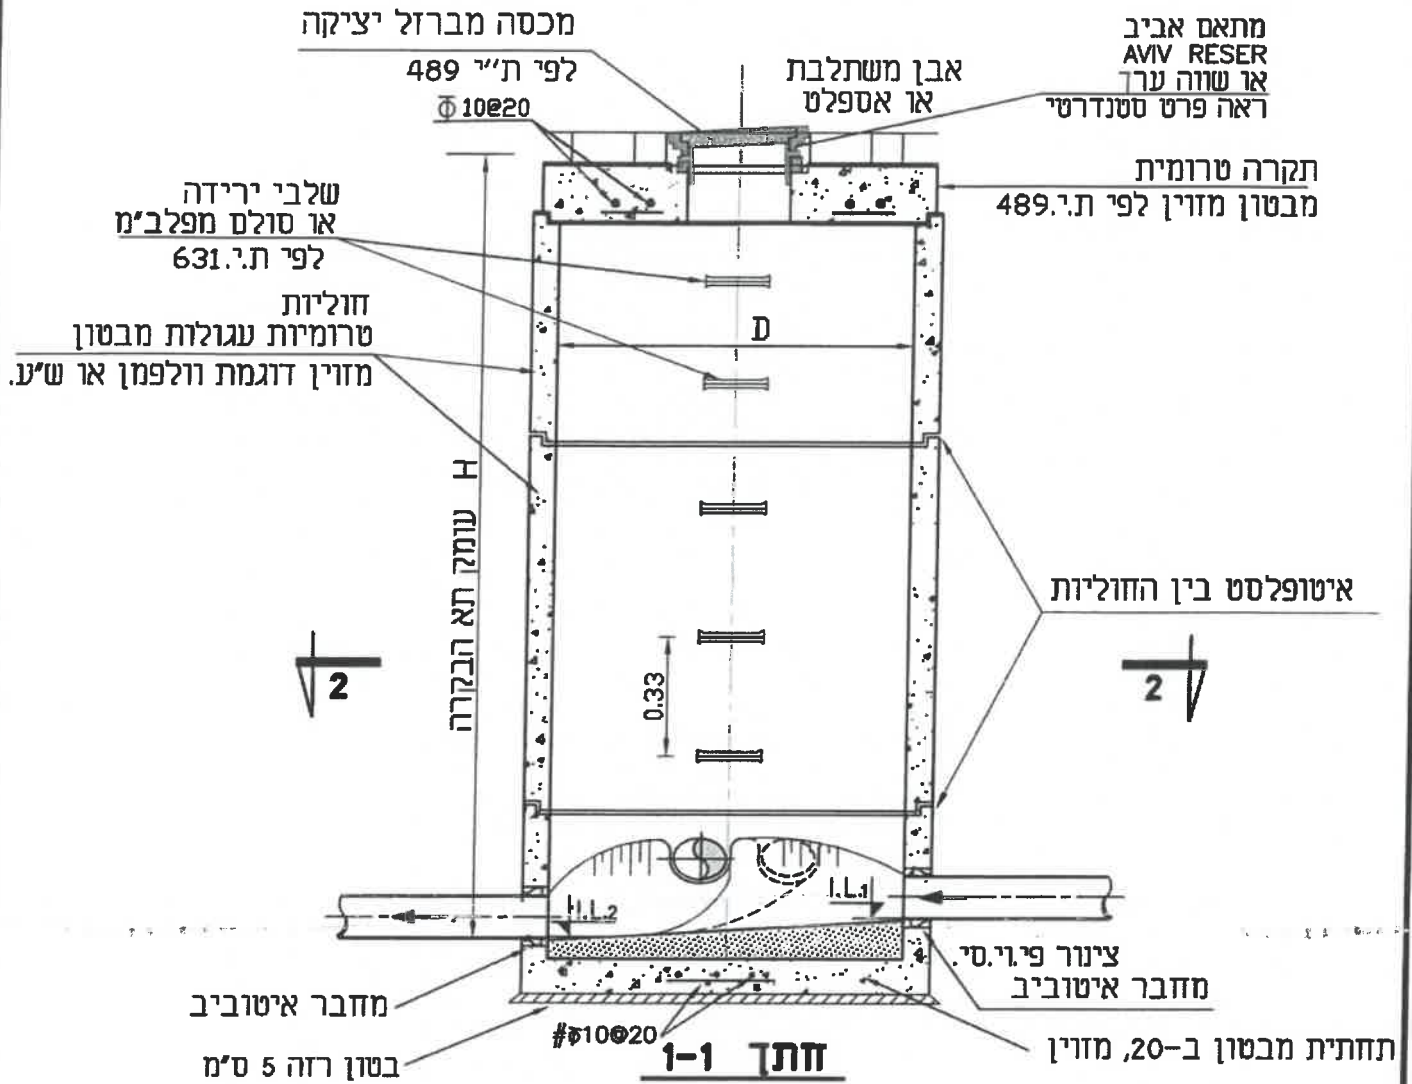 מכסה מברזל יציקה
לפי ת"י 489
Φ10@20
אבן משתלבת
או אספלט
מתאם אביב
AVIV RESER
או שווה ערך
ראה פרט סטנדרטי
תקרה טרומית
מבטון מזוין לפי ת.י.489
שלבי ירידה
או סולם מפלב"מ
לפי ת.י.631
חוליות
טרומיות עגולות מבטון
מזוין דוגמת וולפמן או ש"ע.
D
עומק תא הבקרה H
איטופלסט בין החוליות
2
2
0.33
I.L.1
I.L.2
צינור פי.וי.סי.
מחבר איטוביב
מחבר איטוביב
#Φ10@20
תחתית מבטון ב-20, מזוין
בטון רזה 5 ס"מ
חתך 1-1